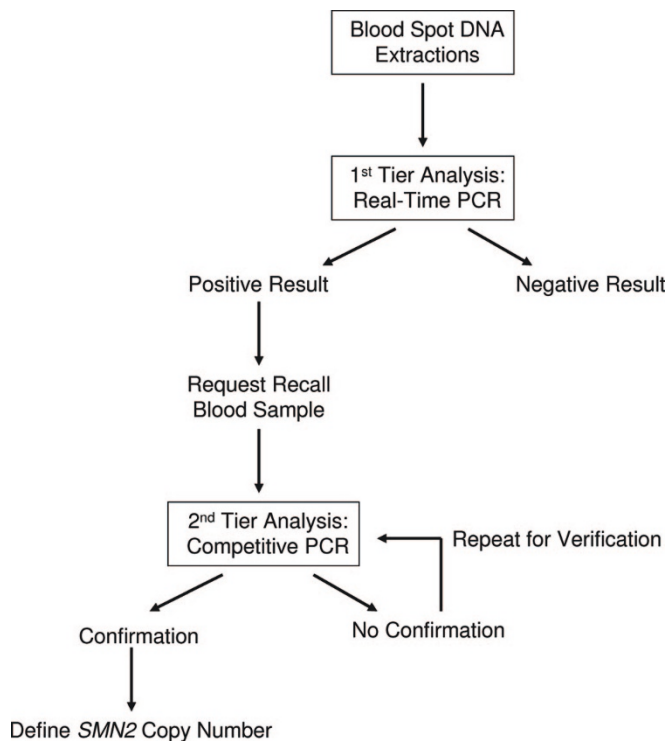 Blood Spot DNA
Extractions
1st Tier Analysis:
Real-Time PCR
Positive Result
Negative Result
Request Recall
Blood Sample
2nd Tier Analysis:
Competitive PCR
Repeat for Verification
Confirmation
No Confirmation
Define SMN2 Copy Number